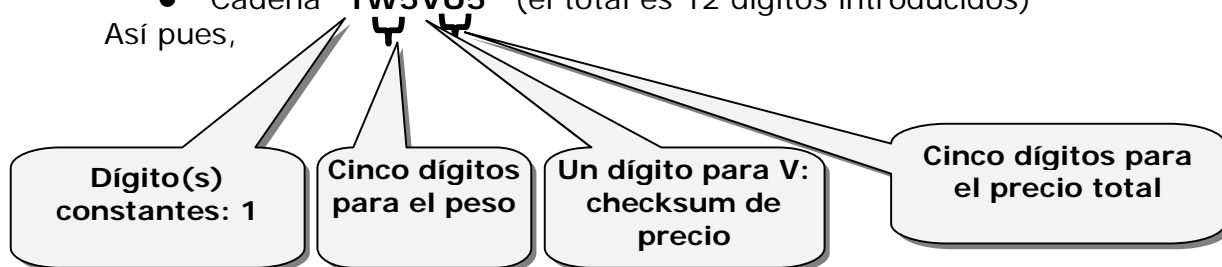 ● Cadena "1W5VU5" (el total es 12 dígitos introducidos)
Así pues,
Dígito(s)
constantes: 1
Cinco dígitos
para el peso
Un dígito para V:
checksum de
precio
Cinco dígitos para
el precio total